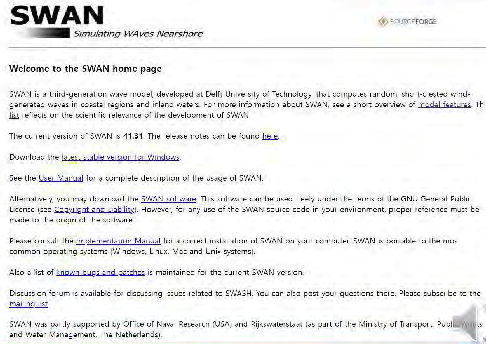 SWAN
Simulating WAves Nearshore
SOURCEFORGE
Welcome to the SWAN home page
SWAN is a third-generation wave model, developed at Delft University of Technology, that computes random, short-crested wind-
generated waves in coastal regions and inland waters. For more information about SWAN, see a short overview of model features. Th
list reflects on the scientific relevance of the development of SWAN.
The current version of SWAN is 41.31. The release notes can be found here.
Download the latest stable version for Windows.
See the User Manual for a complete description of the usage of SWAN.
Alternatively, you may download the SWAN software. This software can be used freely under the terms of the GNU General Public
License (see Copyright and Liability). However, for any use of the SWAN source code in your environment, proper reference must be
made to the origin of the software.
Please consult the Implementation Manual for a correct installation of SWAN on your computer. SWAN is portable to the mos
common operating systems (Windows, Linux, Mac and Unix systems).
Also a list of known bugs and patches is maintained for the current SWAN version.
Discussion forum is available for discussing issues related to SWASH. You can also post your questions there. Please subscribe to the
mailing list.
SWAN was partly supported by Office of Naval Research (USA) and Rijkswaterstaat (as part of the Ministry of Transport, Public Works
and Water Management, The Netherlands).